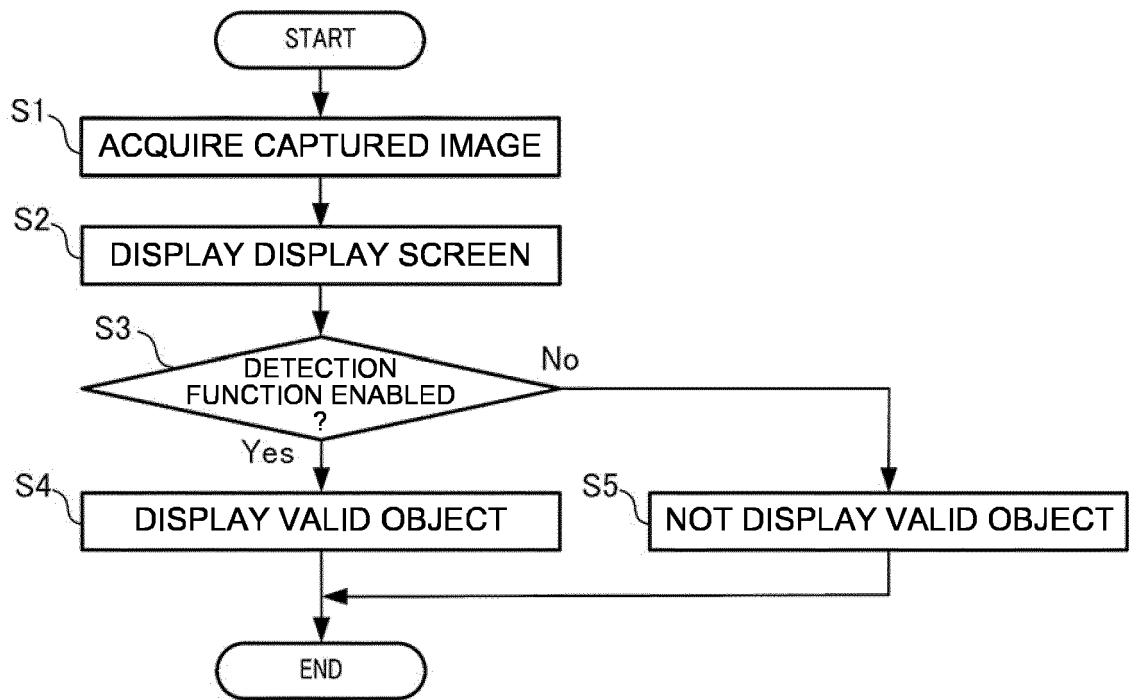 START
S1
ACQUIRE CAPTURED IMAGE
S2
DISPLAY DISPLAY SCREEN
S3
DETECTION
FUNCTION ENABLED
?
No
Yes
S4
DISPLAY VALID OBJECT
S5
NOT DISPLAY VALID OBJECT
END